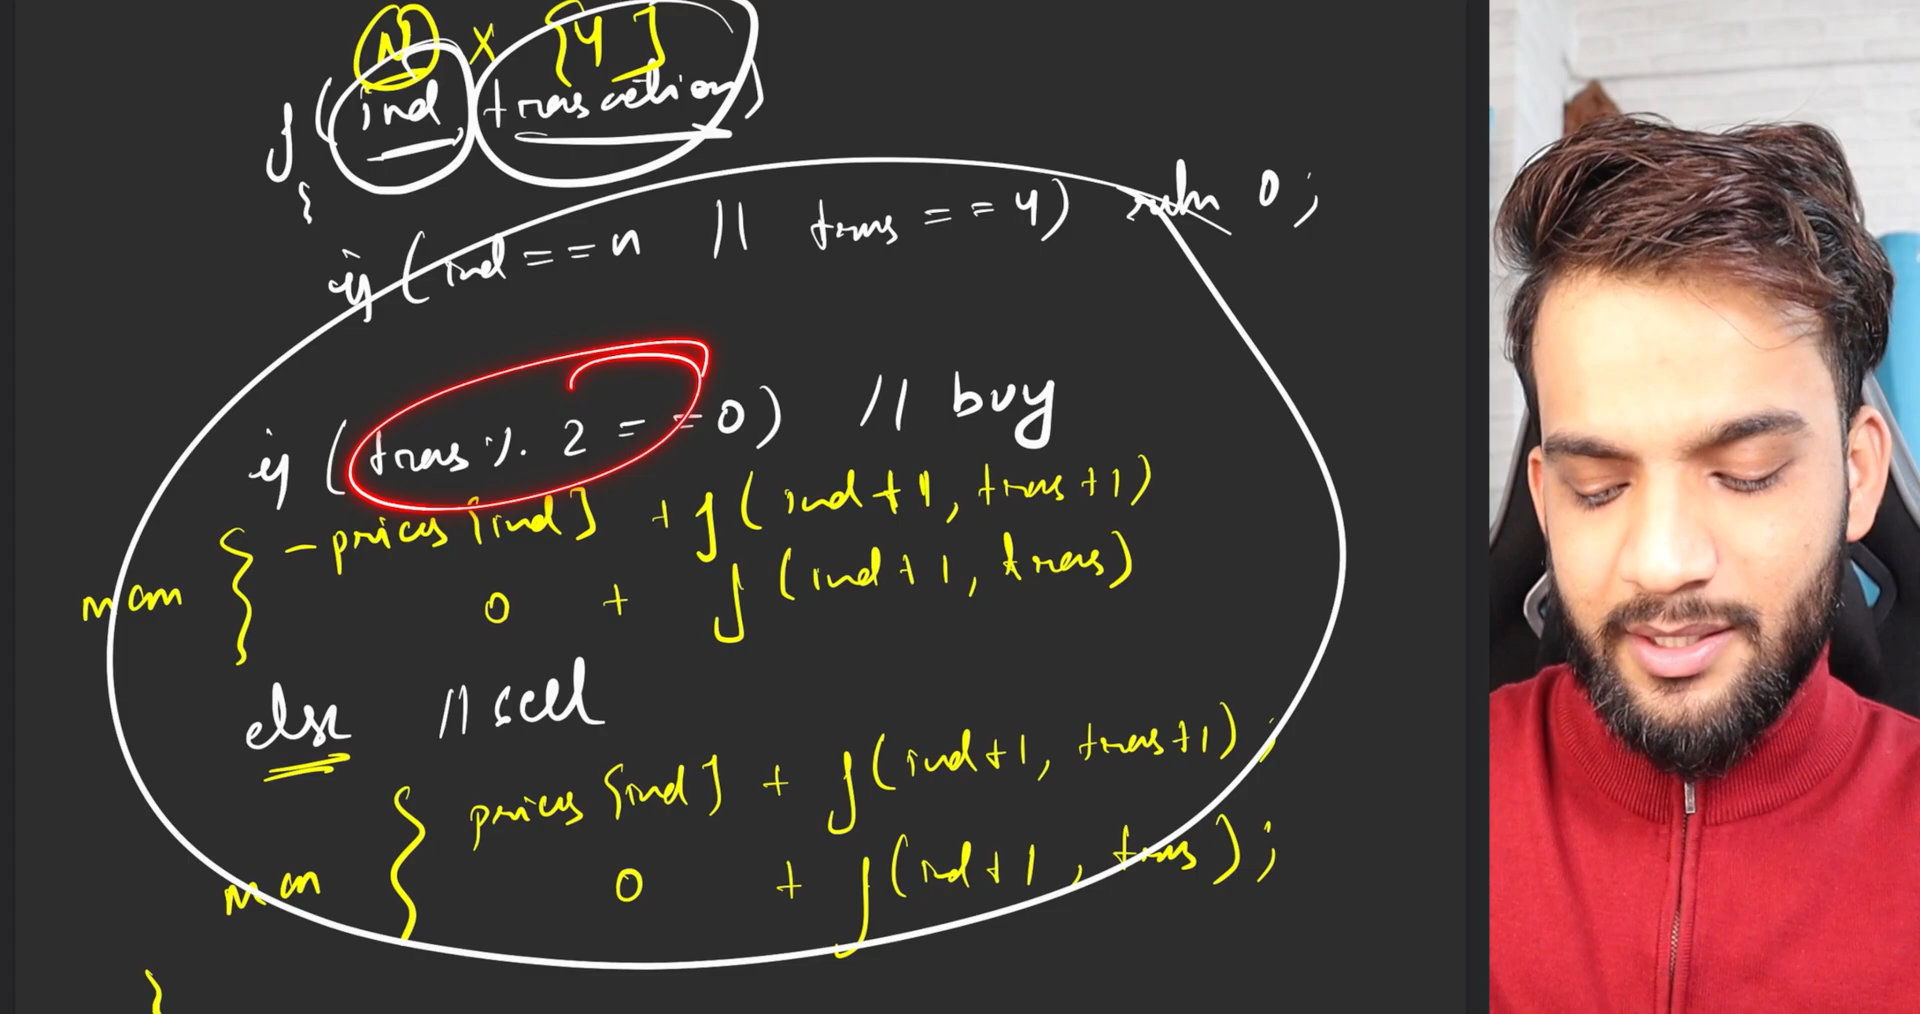 N x [4]
f(ind transaction)
{
if (ind == n || trans == 4) return 0;
if (trans % 2 == 0) // buy
- prices [ind] + f(ind+1, trans+1)
max { 0 + f(ind+1, trans)
else // sell
prices [ind] + f(ind+1, trans+1);
max { 0 + f(ind+1, trans);
}